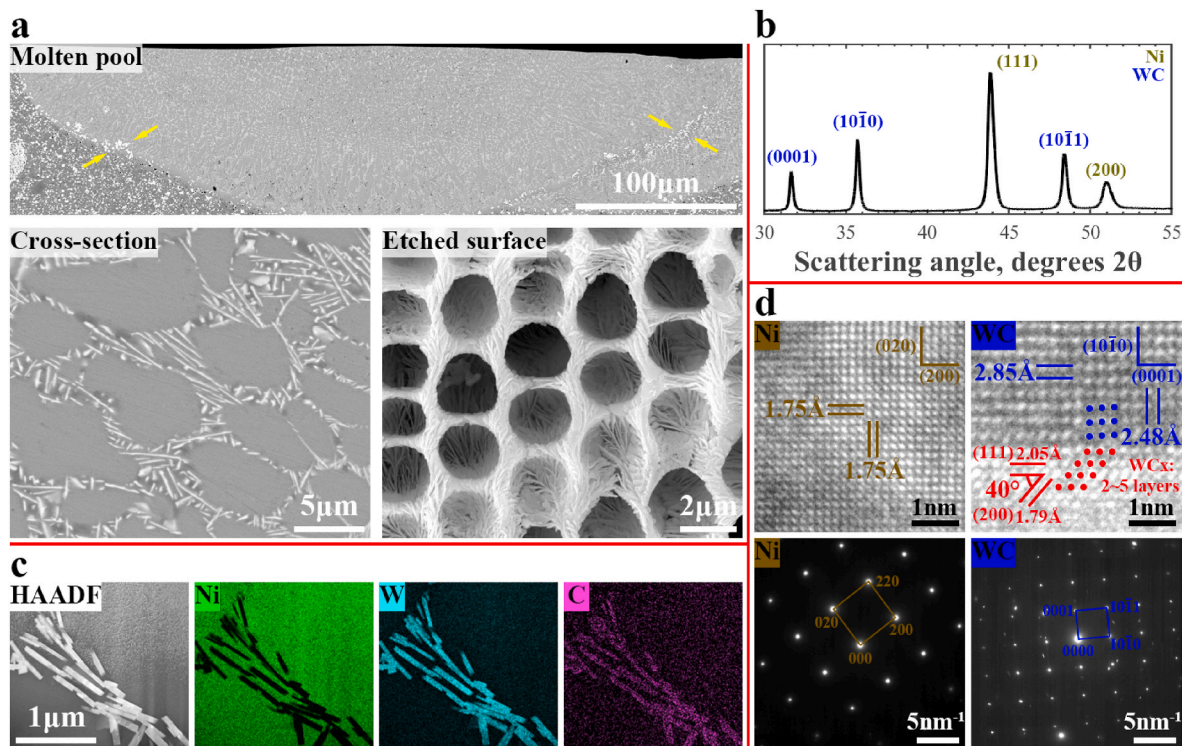 a
Molten pool
100μm
Cross-section
5μm
Etched surface
2μm
b
Ni
WC
(0001)
(101̄0)
(111)
(101̄1)
(200)
30 35 40 45 50 55
Scattering angle, degrees 2θ
c
HAADF
1μm
Ni
W
C
d
Ni
(020)
(200)
1.75Å
1.75Å
1nm
WC
(101̄0)
(0001)
2.85Å
2.48Å
(111) 2.05Å
40°
(200) 1.79Å
WCx:
2~5 layers
1nm
Ni
220
020
200
000
5nm⁻¹
WC
0001
101̄1
0000
101̄0
5nm⁻¹